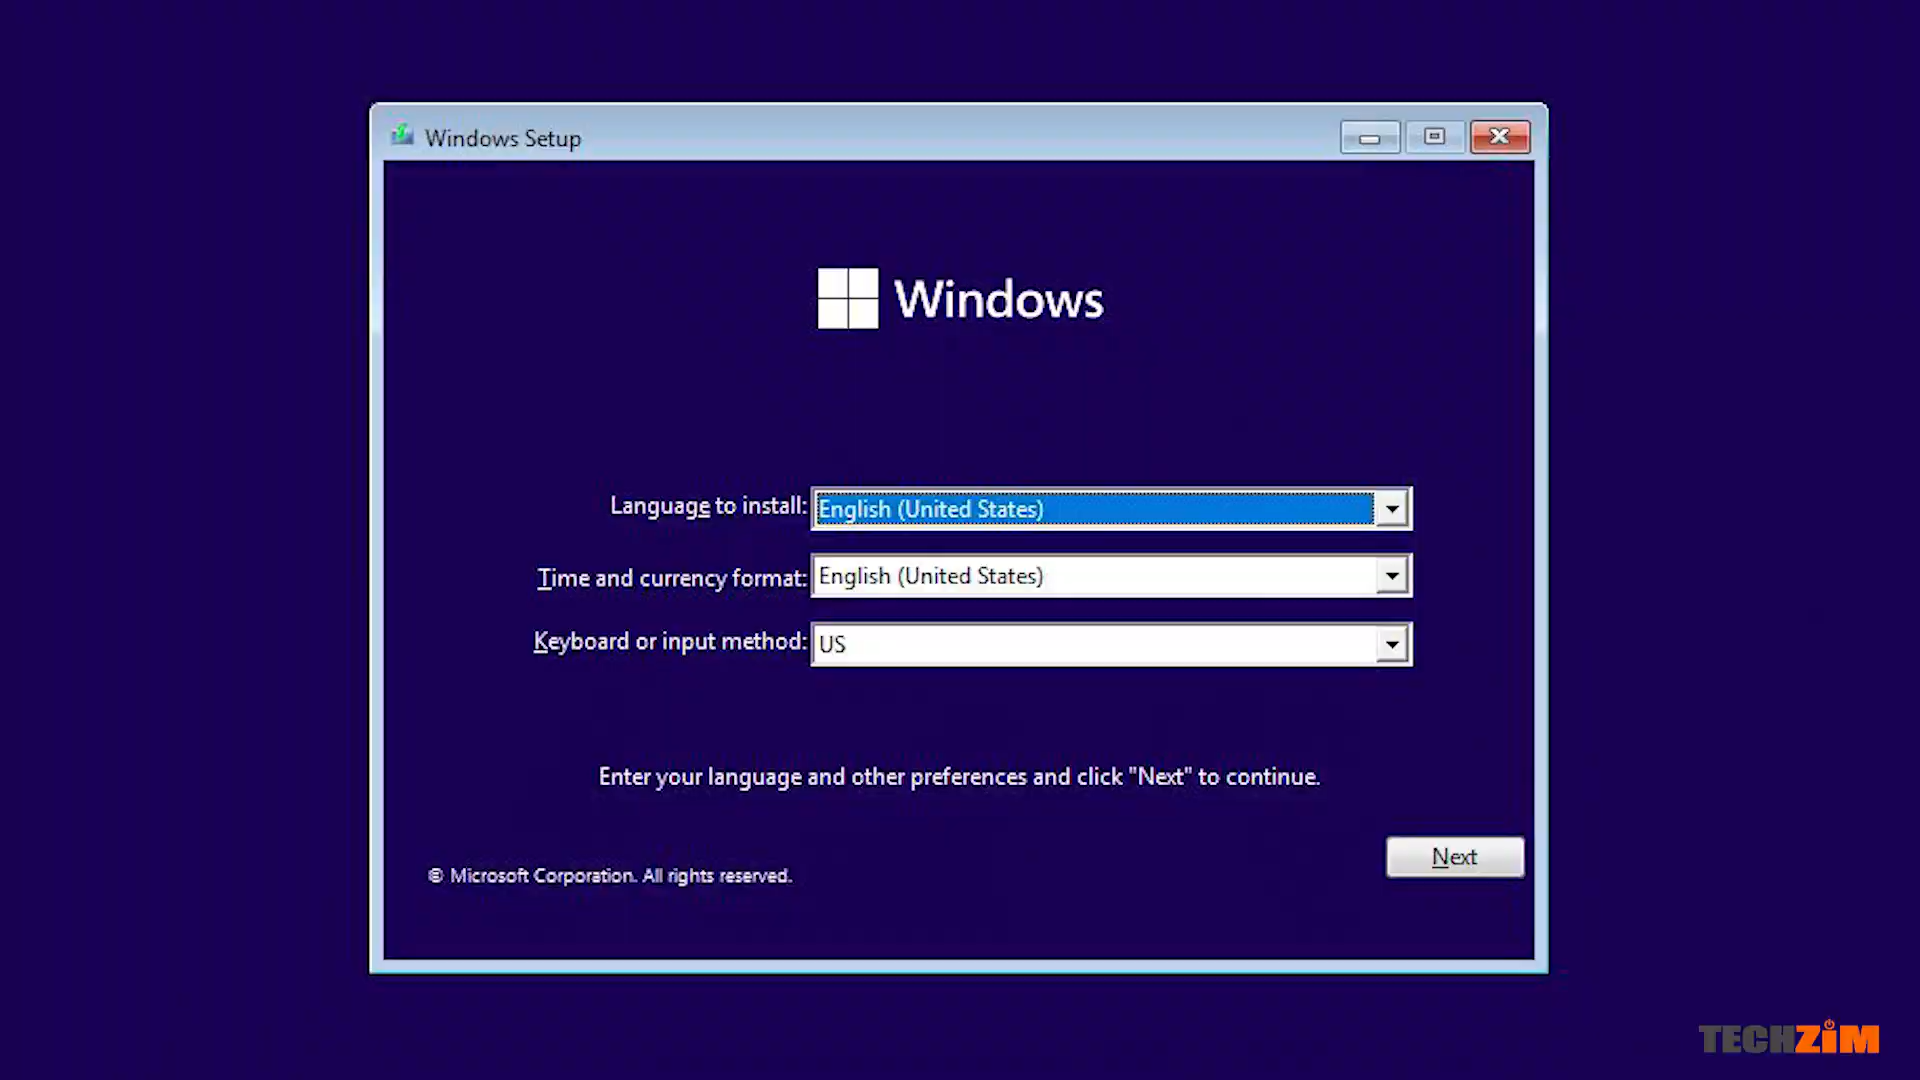 Windows Setup
Windows
Language to install: English (United States)
Time and currency format: English (United States)
Keyboard or input method: US
Enter your language and other preferences and click "Next" to continue.
Next
© Microsoft Corporation. All rights reserved.
TECHZiM